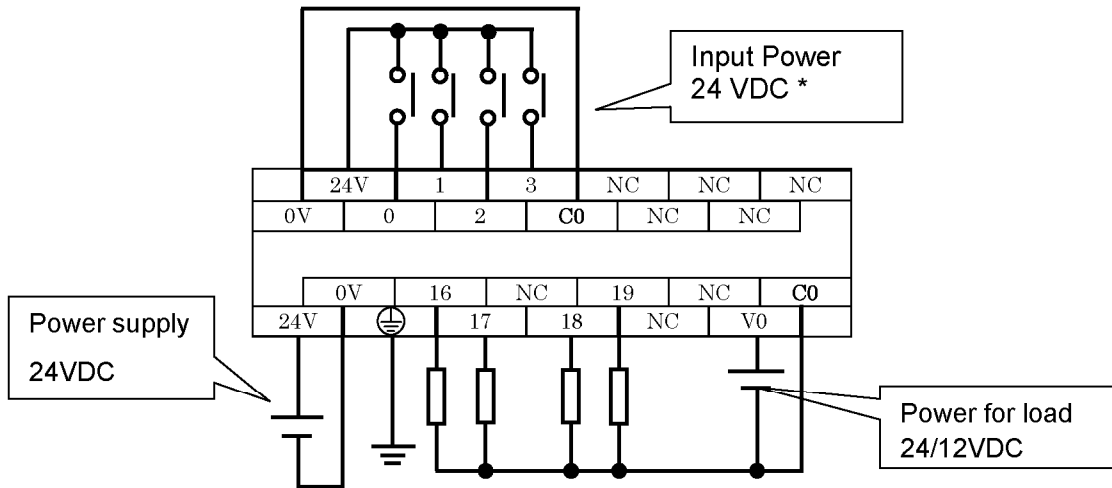 Input Power
24 VDC *
24V 1 3 NC NC NC
0V 0 2 C0 NC NC
0V 16 NC 19 NC C0
24V 17 18 NC V0
Power supply
24VDC
Power for load
24/12VDC